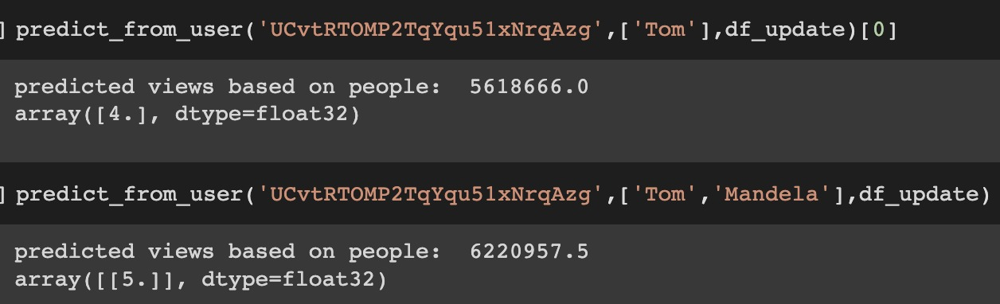 ] predict_from_user('UCvtRTOMP2TqYqu51xNrqAzg',['Tom'],df_update)[0]
predicted views based on people:  5618666.0
array([4.], dtype=float32)
] predict_from_user('UCvtRTOMP2TqYqu51xNrqAzg',['Tom','Mandela'],df_update)
predicted views based on people:  6220957.5
array([[5.]], dtype=float32)